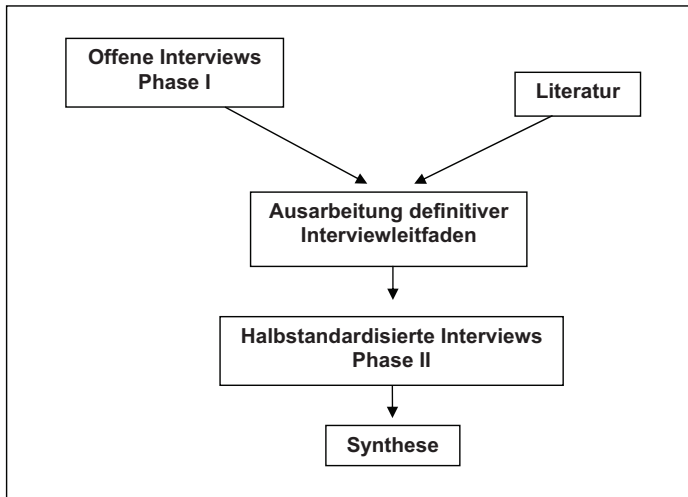 Offene Interviews
Phase I
Literatur
Ausarbeitung definitiver
Interviewleitfaden
Halbstandardisierte Interviews
Phase II
Synthese